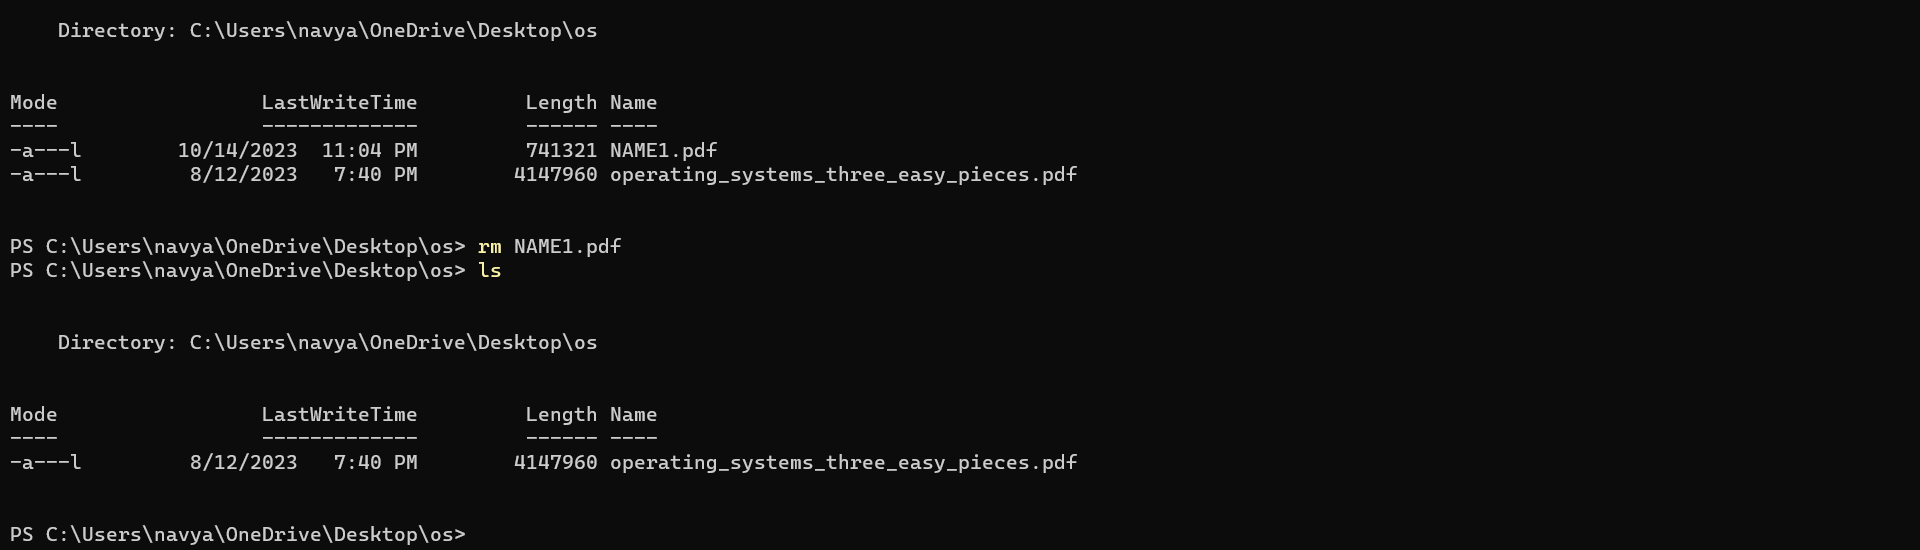 Directory: C:\Users\navya\OneDrive\Desktop\os
Mode                 LastWriteTime         Length Name
----                 -------------         ------ ----
-a---l        10/14/2023  11:04 PM         741321 NAME1.pdf
-a---l         8/12/2023   7:40 PM        4147960 operating_systems_three_easy_pieces.pdf
PS C:\Users\navya\OneDrive\Desktop\os> rm NAME1.pdf
PS C:\Users\navya\OneDrive\Desktop\os> ls
Directory: C:\Users\navya\OneDrive\Desktop\os
Mode                 LastWriteTime         Length Name
----                 -------------         ------ ----
-a---l         8/12/2023   7:40 PM        4147960 operating_systems_three_easy_pieces.pdf
PS C:\Users\navya\OneDrive\Desktop\os>